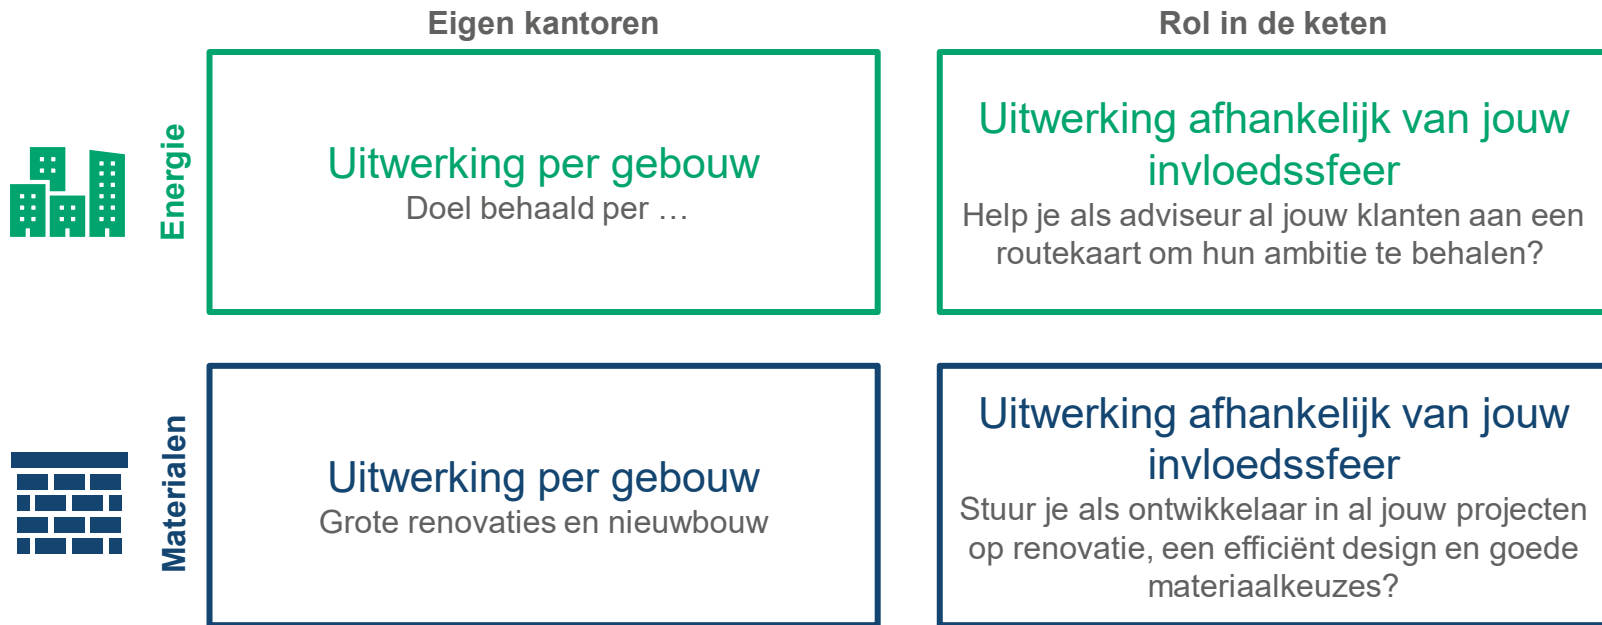 Eigen kantoren
Rol in de keten
Energie
Uitwerking per gebouw
Doel behaald per …
Uitwerking afhankelijk van jouw
invloedssfeer
Help je als adviseur al jouw klanten aan een
routekaart om hun ambitie te behalen?
Materialen
Uitwerking per gebouw
Grote renovaties en nieuwbouw
Uitwerking afhankelijk van jouw
invloedssfeer
Stuur je als ontwikkelaar in al jouw projecten
op renovatie, een efficiënt design en goede
materiaalkeuzes?